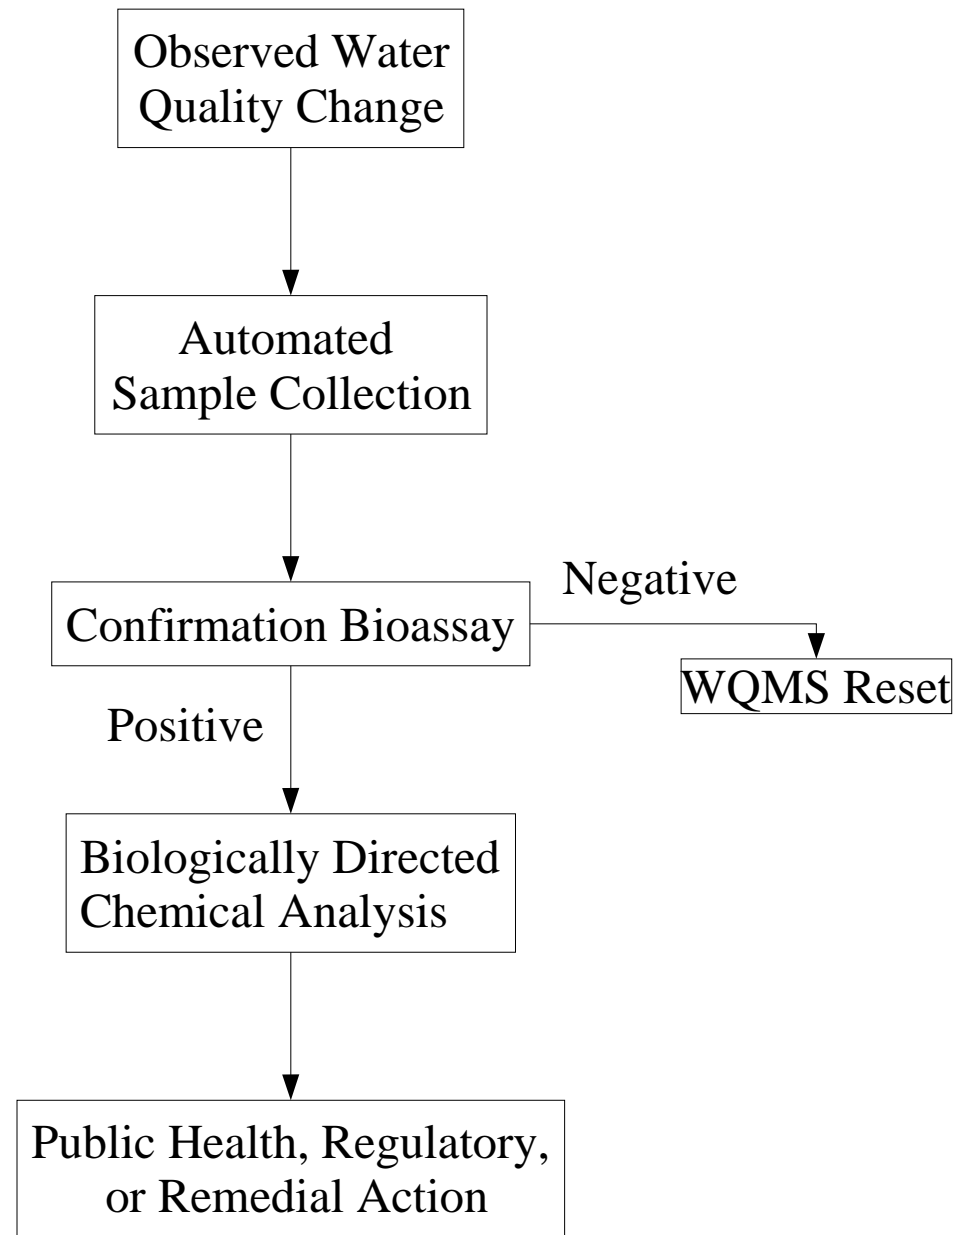 Observed Water
Quality Change
Automated
Sample Collection
Confirmation Bioassay
Negative
WQMS Reset
Positive
Biologically Directed
Chemical Analysis
Public Health, Regulatory,
or Remedial Action